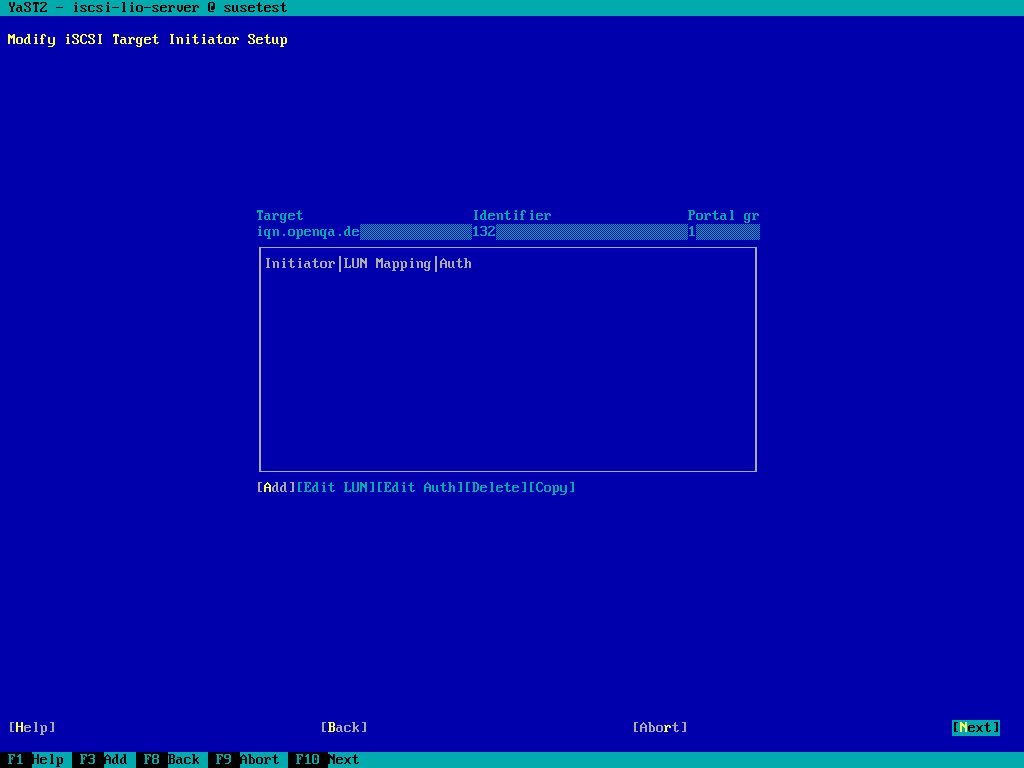 YaST2 - iscsi-lio-server @ susetest
Modify iSCSI Target Initiator Setup
Target Identifier Portal gr
iqn.openqa.de 132 1
Initiator|LUN Mapping|Auth
[Add][Edit LUN][Edit Auth][Delete][Copy]
[Help] [Back] [Abort] [Next]
F1 Help F3 Add F8 Back F9 Abort F10 Next